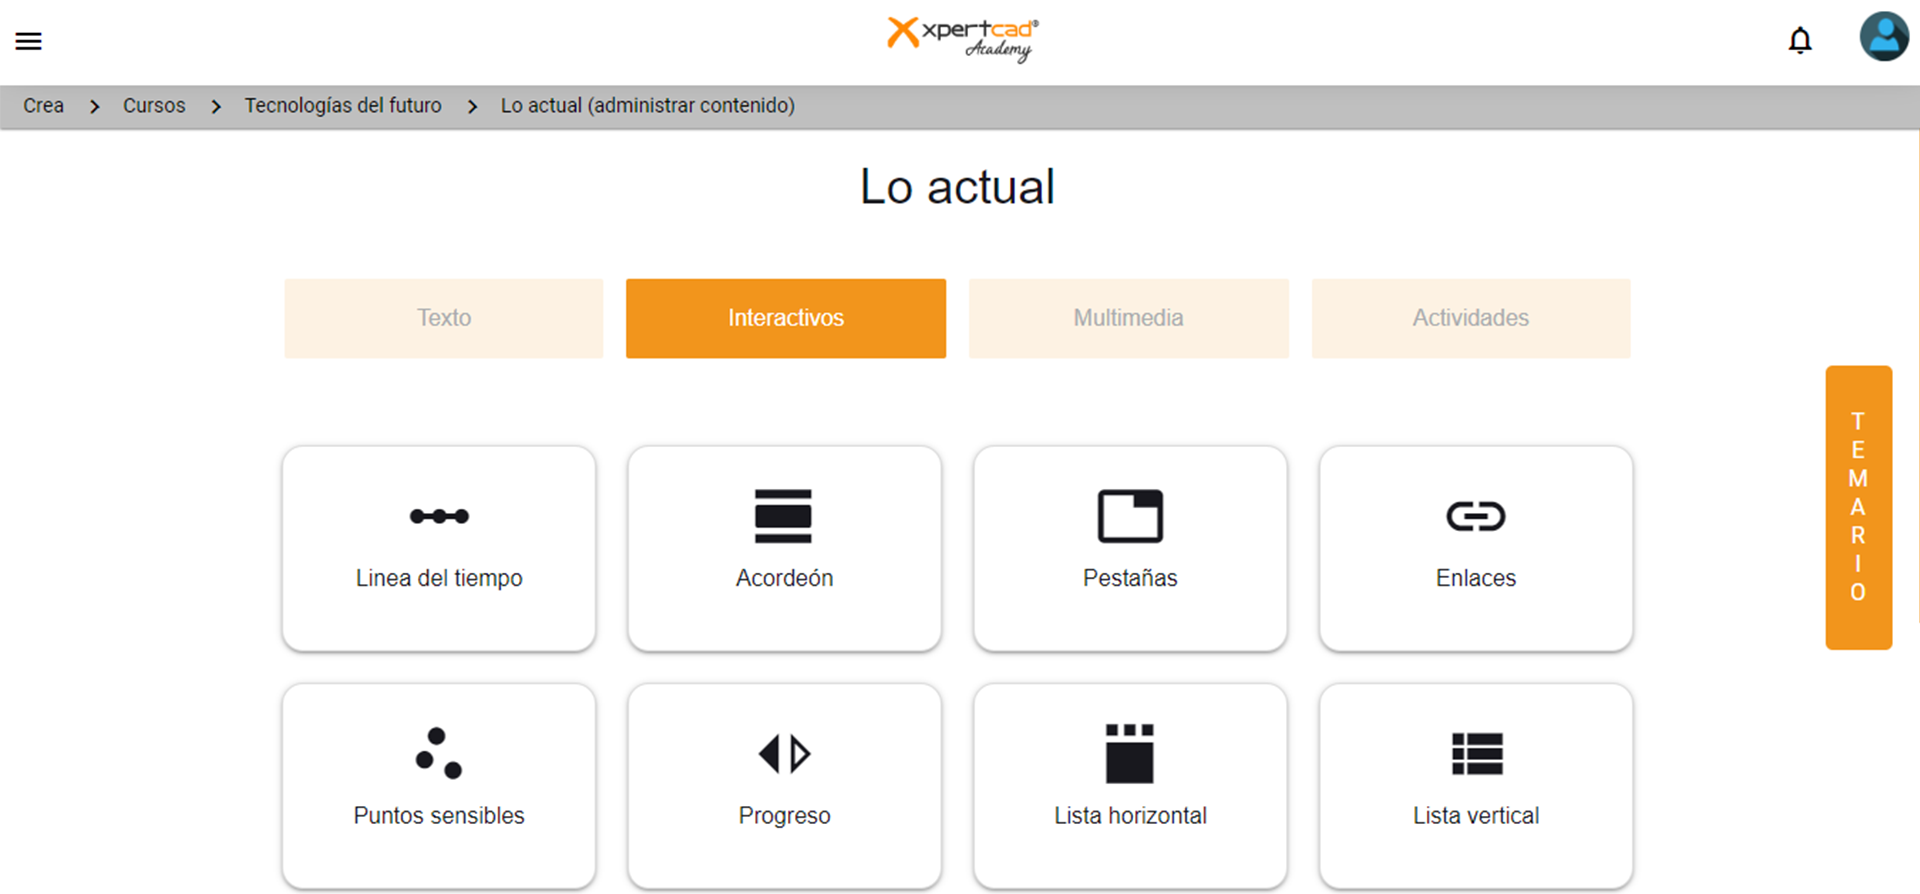 xpertcad®
Academy
Crea > Cursos > Tecnologías del futuro > Lo actual (administrar contenido)
Lo actual
Texto Interactivos Multimedia Actividades
Linea del tiempo Acordeón Pestañas Enlaces
TEMARIO
Puntos sensibles Progreso Lista horizontal Lista vertical